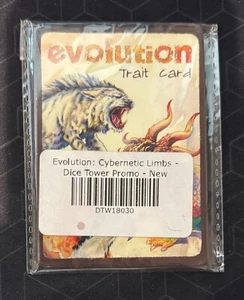 evolution
Trait Card
Evolution: Cybernetic Limbs -
Dice Tower Promo - New
DTW18030